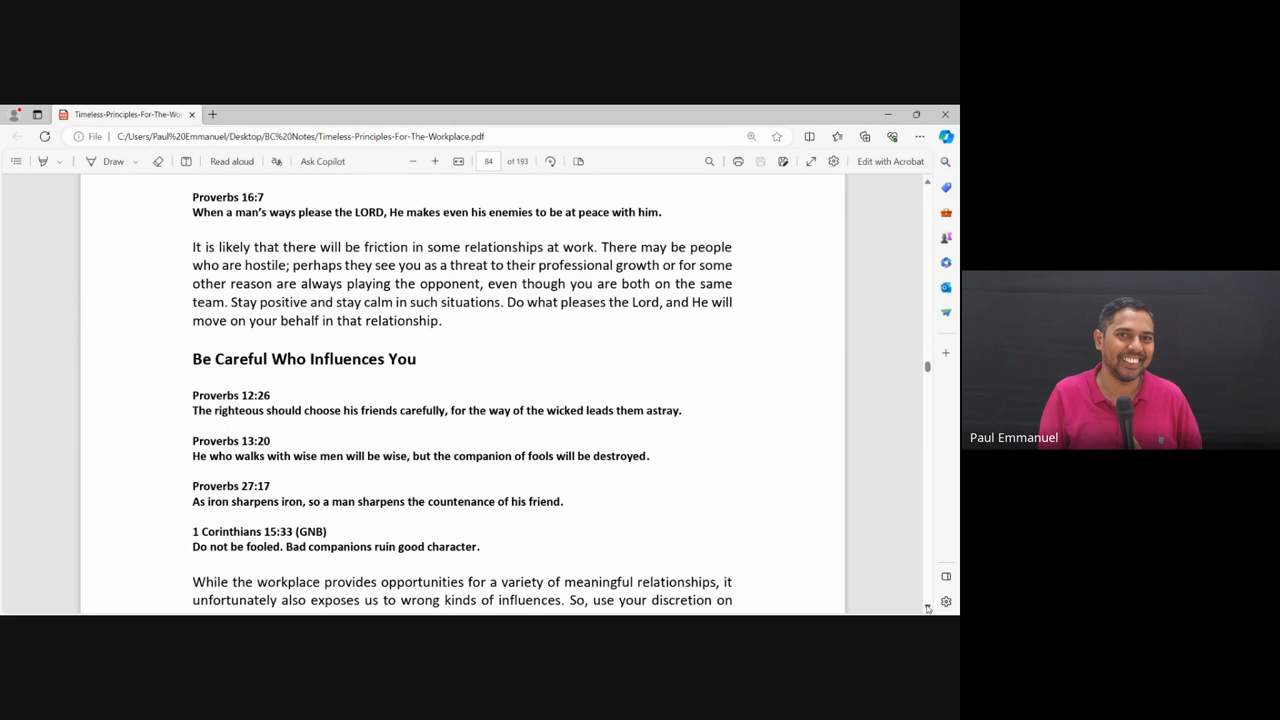 Timeless-Principles-For-The-Wor
File
C:/Users/Paul%20Emmanuel/Desktop/BC%20Notes/Timeless-Principles-For-The-Workplace.pdf
Draw
Read aloud
Ask Copilot
84 of 193
Edit with Acrobat
Proverbs 16:7
When a man’s ways please the LORD, He makes even his enemies to be at peace with him.
It is likely that there will be friction in some relationships at work. There may be people
who are hostile; perhaps they see you as a threat to their professional growth or for some
other reason are always playing the opponent, even though you are both on the same
team. Stay positive and stay calm in such situations. Do what pleases the Lord, and He will
move on your behalf in that relationship.
Be Careful Who Influences You
Proverbs 12:26
The righteous should choose his friends carefully, for the way of the wicked leads them astray.
Proverbs 13:20
He who walks with wise men will be wise, but the companion of fools will be destroyed.
Proverbs 27:17
As iron sharpens iron, so a man sharpens the countenance of his friend.
1 Corinthians 15:33 (GNB)
Do not be fooled. Bad companions ruin good character.
While the workplace provides opportunities for a variety of meaningful relationships, it
unfortunately also exposes us to wrong kinds of influences. So, use your discretion on
Paul Emmanuel